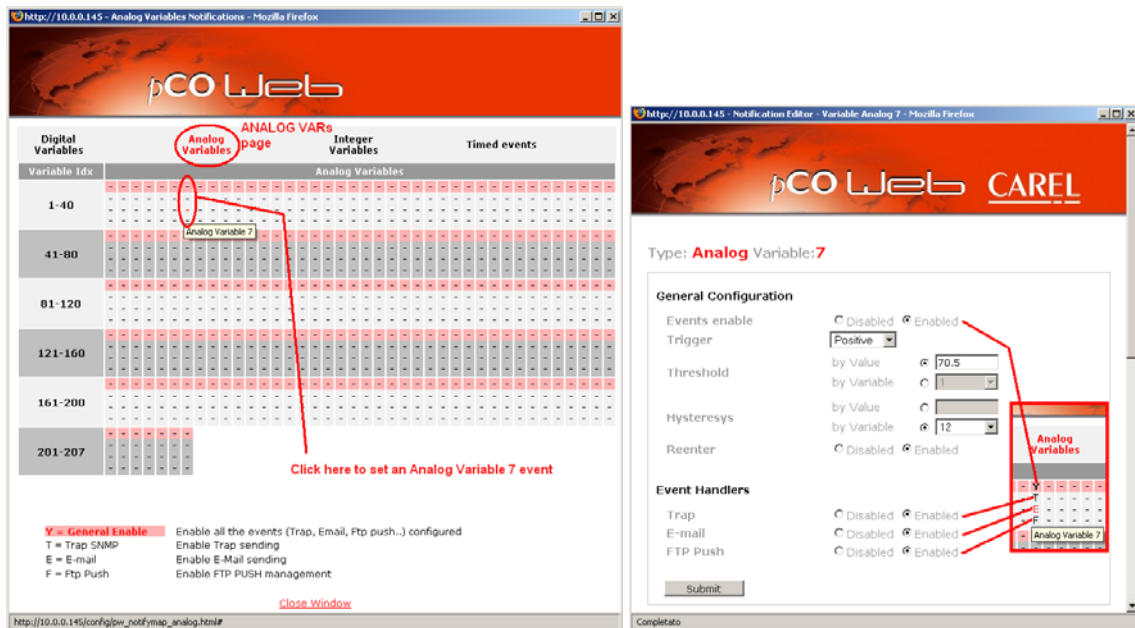 http://10.0.0.145 - Analog Variables Notifications - Mozilla Firefox
pCO Web
Digital Variables
Analog Variables
ANALOG VARs page
Integer Variables
Timed events
Variable Idx
Analog Variables
1-40
Analog Variable 7
41-80
81-120
121-160
161-200
201-207
Click here to set an Analog Variable 7 event
Y = General Enable Enable all the events (Trap, Email, Ftp push..) configured
T = Trap SNMP Enable Trap sending
E = E-mail Enable E-Mail sending
F = Ftp Push Enable FTP PUSH management
Close Window
http://10.0.0.145/config/pw_notifymap_analog.html#
http://10.0.0.145 - Notification Editor - Variable Analog 7 - Mozilla Firefox
pCO Web CAREL
Type: Analog Variable:7
General Configuration
Events enable Disabled Enabled
Trigger Positive
Threshold
by Value 70.5
by Variable 1
Hysteresys
by Value
by Variable 12
Reenter Disabled Enabled
Event Handlers
Trap Disabled Enabled
E-mail Disabled Enabled
FTP Push Disabled Enabled
Submit
Analog Variables
Y
T
E
F
Analog Variable 7
Completato